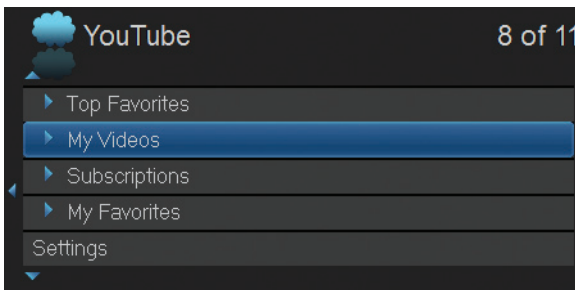 YouTube 8 of 11
Top Favorites
My Videos
Subscriptions
My Favorites
Settings